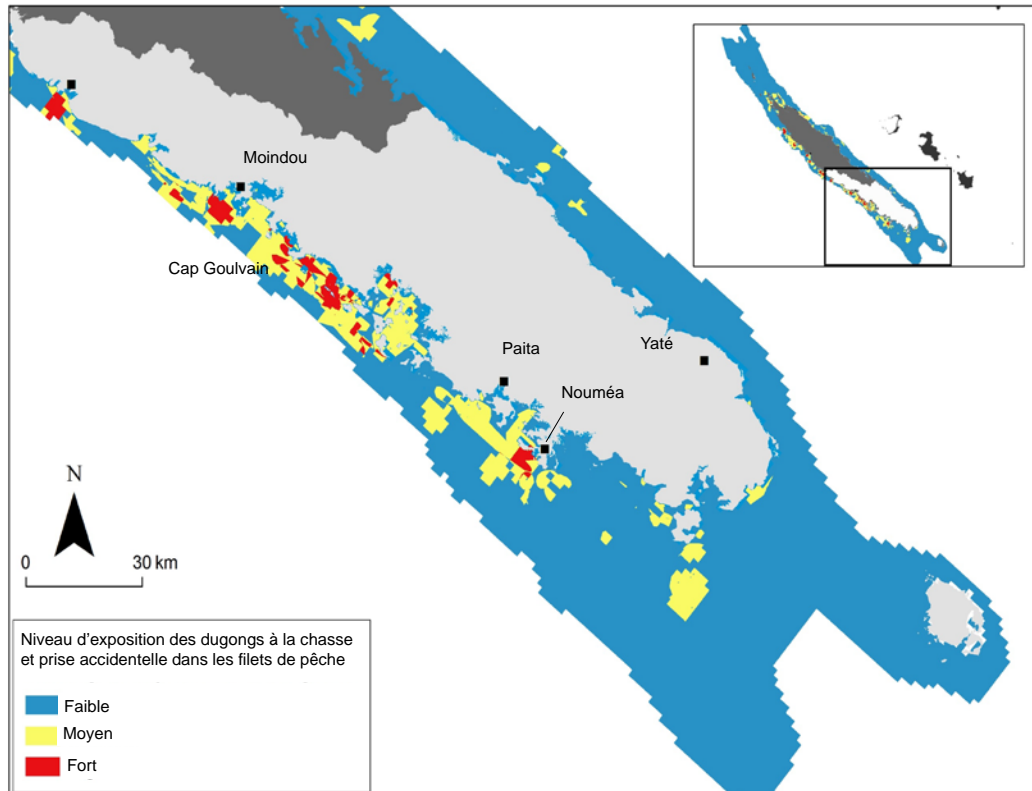 Moindou
Cap Goulvain
Paita
Yaté
Nouméa
N
0 30 km
Niveau d'exposition des dugongs à la chasse
et prise accidentelle dans les filets de pêche
Faible
Moyen
Fort